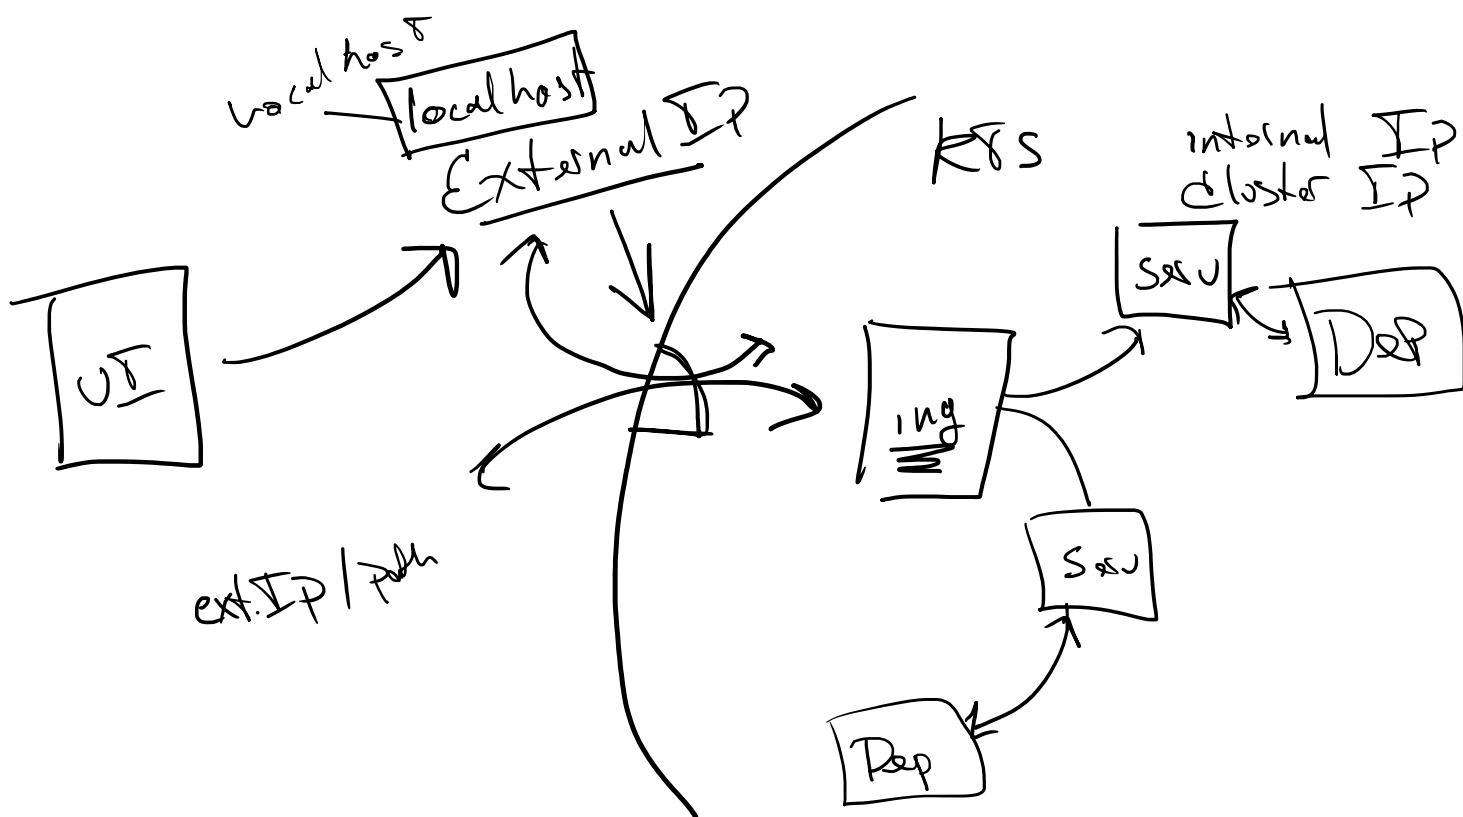 localhost
localhost
External IP
K8S
internal IP
Cluster IP
Serv
Dep
UI
ing
Serv
ext.Ip/path
Dep